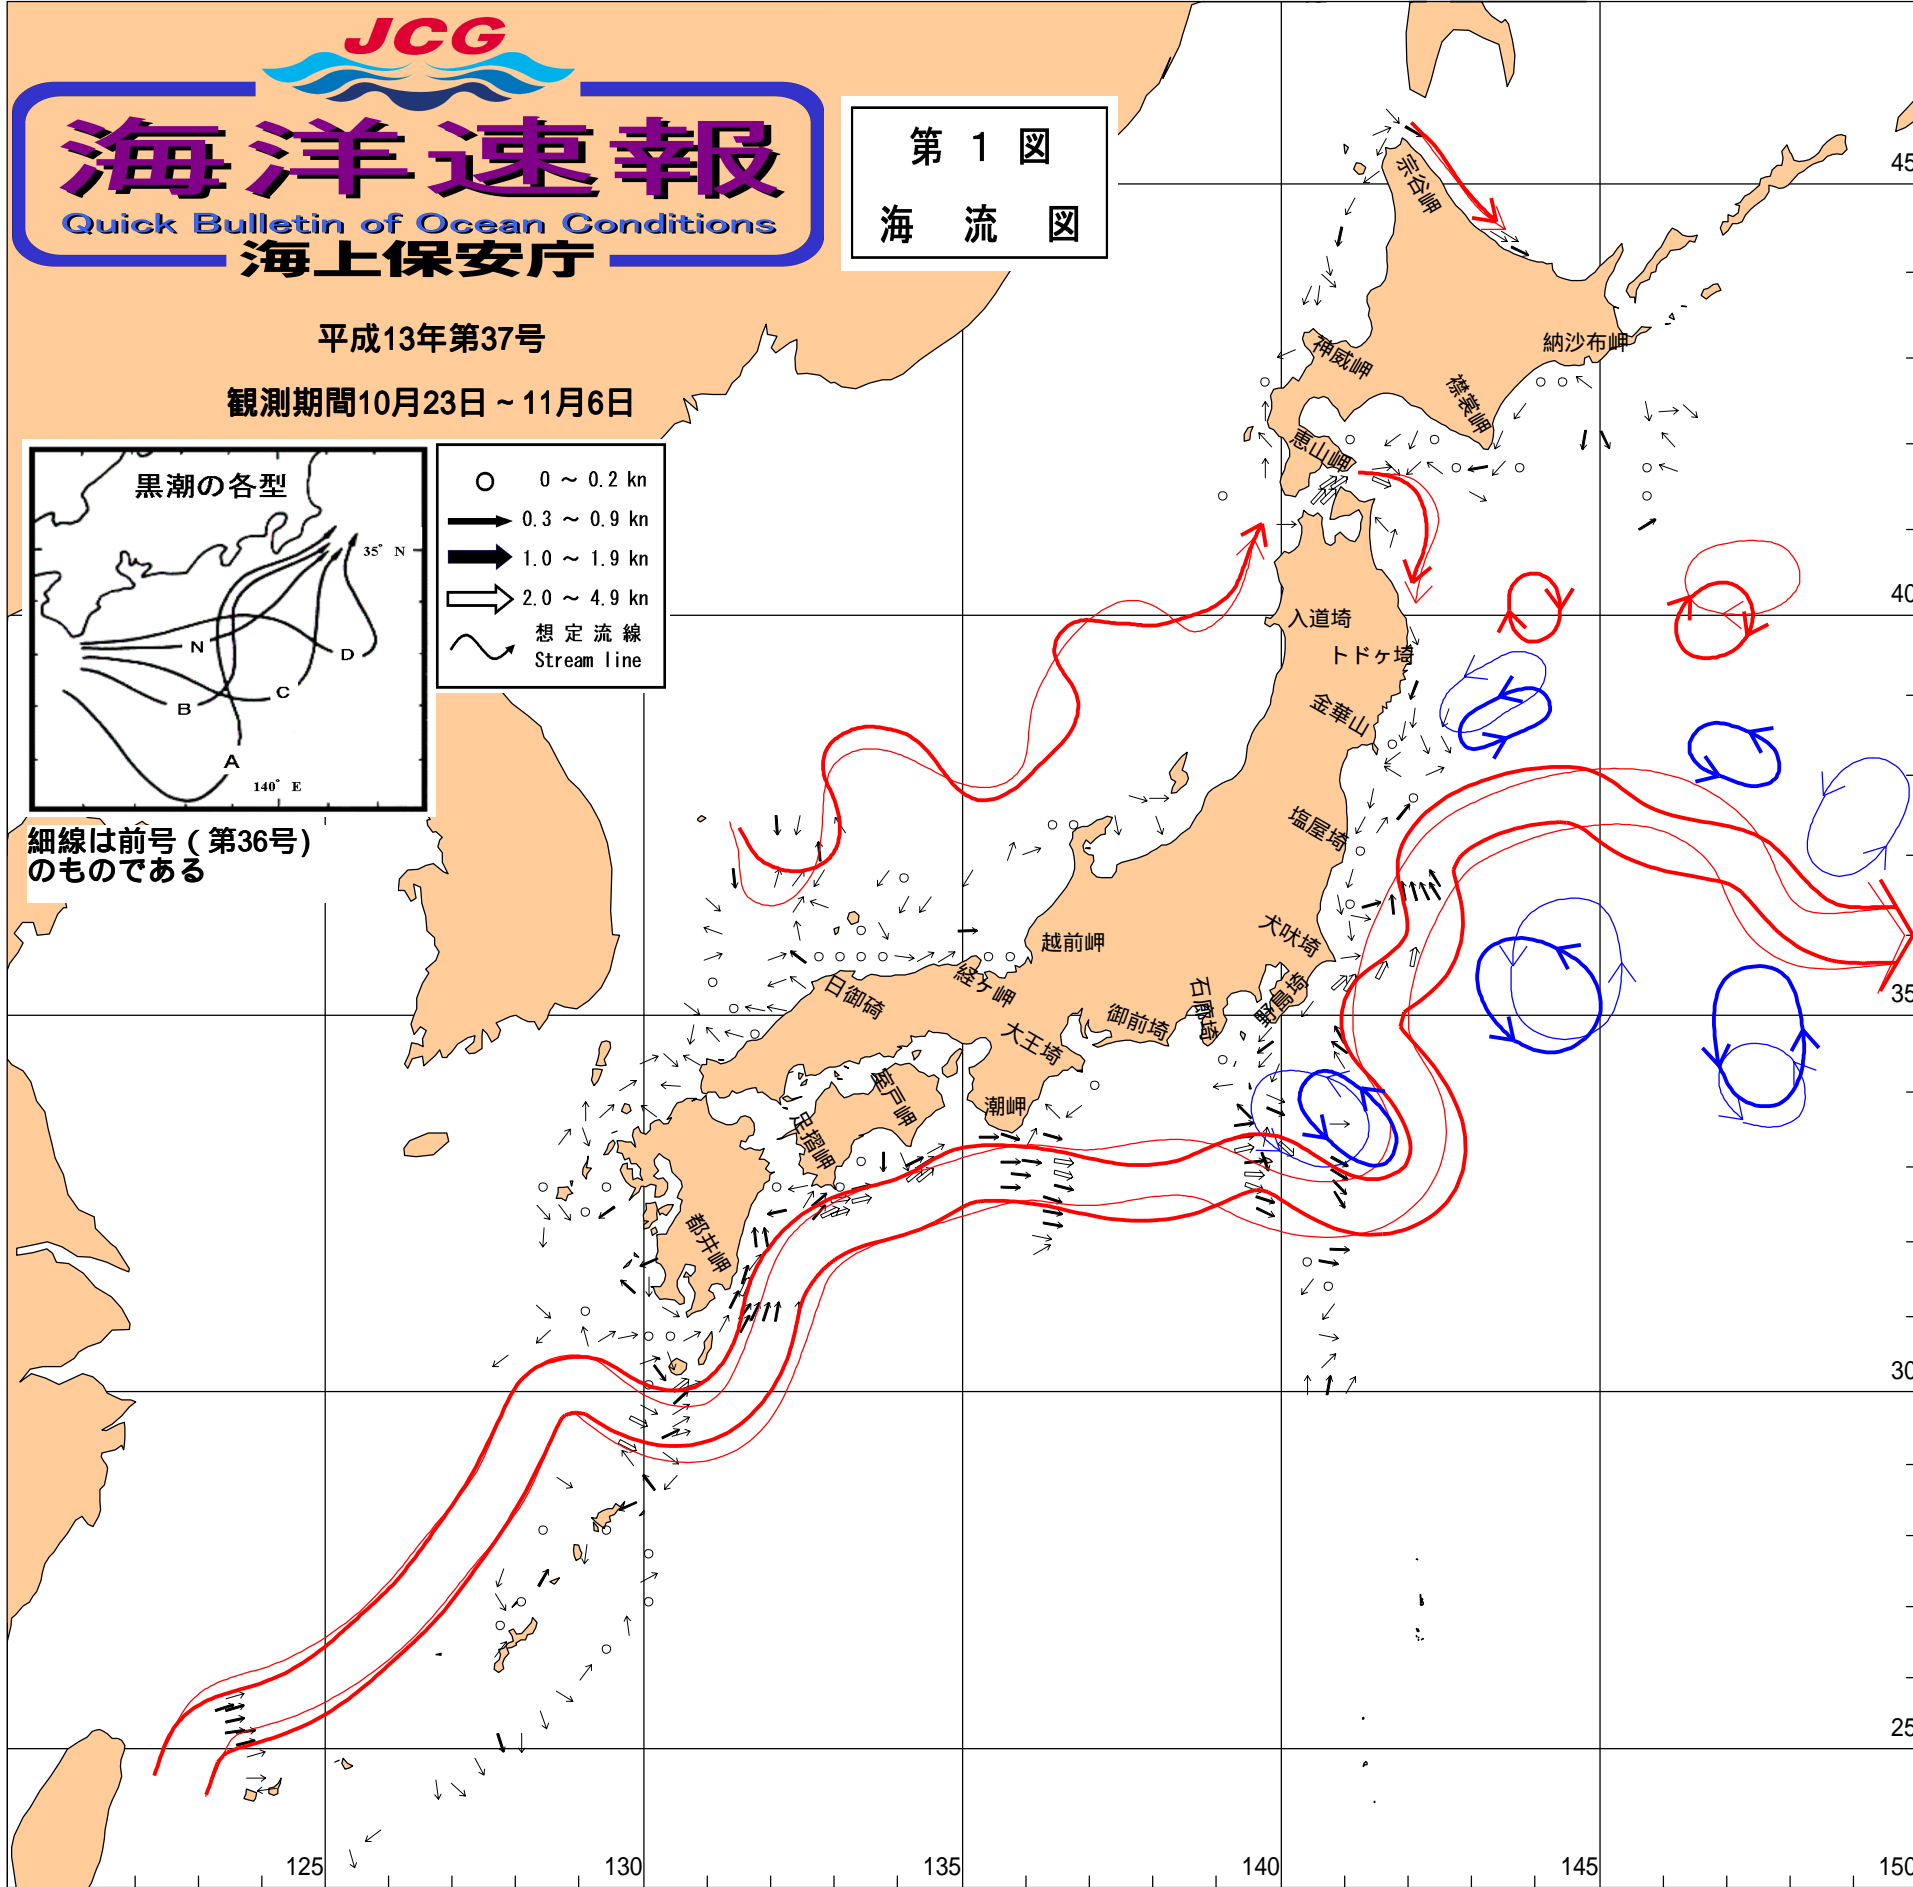 JCG
海洋速報
Quick Bulletin of Ocean Conditions
海上保安庁
第 1 図
海 流 図
平成13年第37号
観測期間10月23日~11月6日
黒潮の各型
35° N
N
D
B
C
A
140° E
0 ~ 0.2 kn
0.3 ~ 0.9 kn
1.0 ~ 1.9 kn
2.0 ~ 4.9 kn
想 定 流 線
Stream line
細線は前号(第36号)
のものである
宗谷岬
納沙布岬
神威岬
襟裳岬
恵山岬
入道埼
トドヶ埼
金華山
塩屋埼
犬吠埼
越前岬
経ヶ岬
日御碕
石廊埼
野島埼
御前埼
大王埼
室戸岬
潮岬
足摺岬
都井岬
45
40
35
30
25
125
130
135
140
145
150